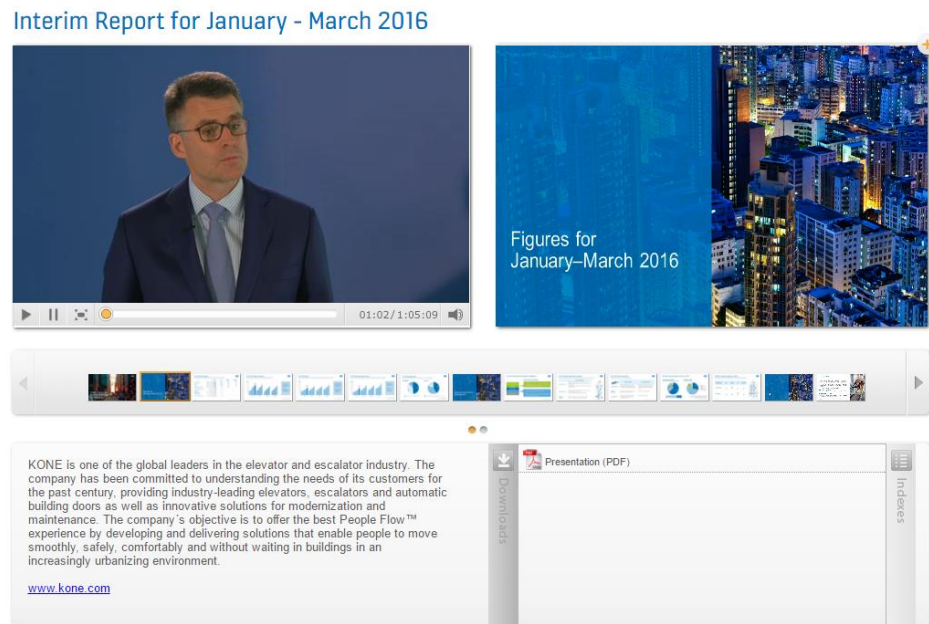 Interim Report for January - March 2016
Figures for
January–March 2016
01:02/1:05:09
KONE is one of the global leaders in the elevator and escalator industry. The
company has been committed to understanding the needs of its customers for
the past century, providing industry-leading elevators, escalators and automatic
building doors as well as innovative solutions for modernization and
maintenance. The company´s objective is to offer the best People Flow™
experience by developing and delivering solutions that enable people to move
smoothly, safely, comfortably and without waiting in buildings in an
increasingly urbanizing environment.
www.kone.com
Downloads
Presentation (PDF)
Indexes